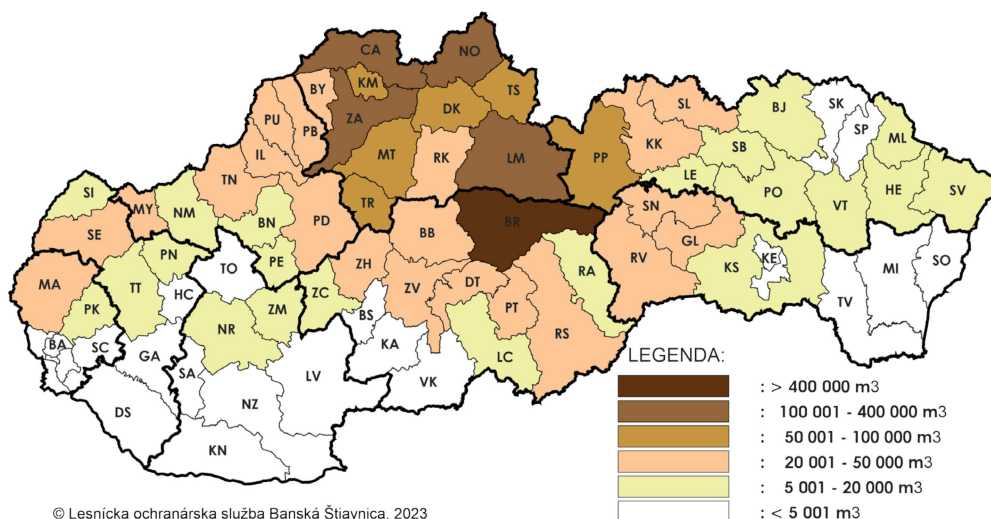 CA
NO
KM
BY
TS
DK
ZA
PU
PB
SL
BJ
SK
SP
ML
KK
SB
IL
MT
RK
LM
PP
LE
PO
HE
SV
VT
TN
SI
MY
NM
TR
BN
PD
SE
BB
BR
SN
GL
RV
KS
KE
RA
SO
MI
TV
PN
PE
TO
ZH
MA
TT
HC
ZC
ZV
DT
PT
RS
PK
NR
ZM
BS
BA
SC
GA
KA
LC
SA
LV
VK
NZ
DS
KN
LEGENDA:
: > 400 000 m3
: 100 001 - 400 000 m3
: 50 001 - 100 000 m3
: 20 001 - 50 000 m3
: 5 001 - 20 000 m3
: < 5 001 m3
© Lesnícka ochranárska služba Banská Štiavnica, 2023